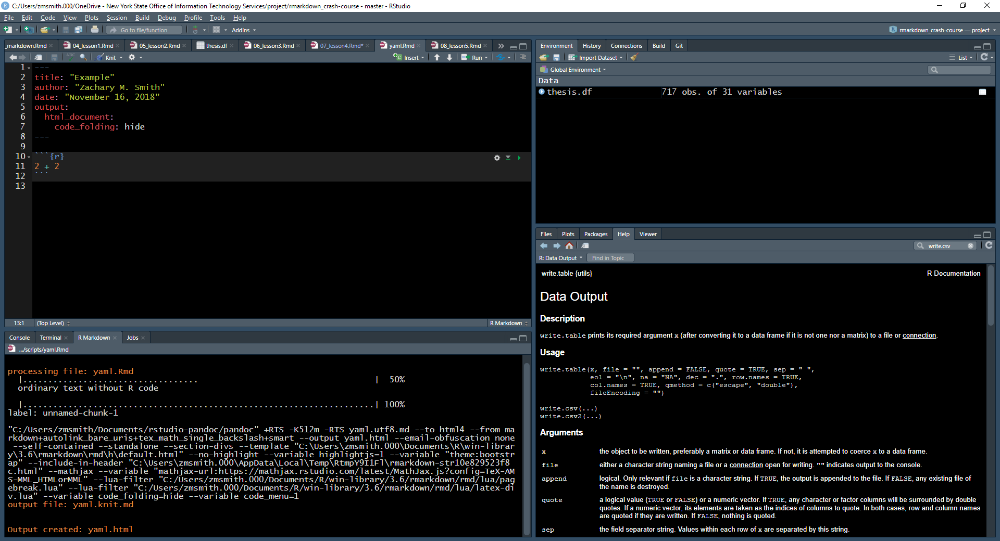 C:/Users/zmsmith.000/OneDrive - New York State Office of Information Technology Services/project/rmarkdown_crash-course - master - RStudio
File Edit Code View Plots Session Build Debug Profile Tools Help
Go to file/function Addins rmarkdown_crash-course — project
_markdown.Rmd 04_lesson1.Rmd 05_lesson2.Rmd thesis.df 06_lesson3.Rmd 07_lesson4.Rmd* yaml.Rmd 08_lesson5.Rmd
ABC Knit Insert Run
1 ---
2 title: "Example"
3 author: "Zachary M. Smith"
4 date: "November 16, 2018"
5 output:
6 html_document:
7 code_folding: hide
8 ---
9
10 ```{r}
11 2 + 2
12 ```
13
13:1 (Top Level) R Markdown
Console Terminal R Markdown Jobs
.../scripts/yaml.Rmd
processing file: yaml.Rmd
|................................... | 50%
ordinary text without R code
|......................................................................| 100%
label: unnamed-chunk-1
"C:/Users/zmsmith/Documents/rstudio-pandoc/pandoc" +RTS -K512m -RTS yaml.utf8.md --to html4 --from ma
rkdown+autolink_bare_uris+tex_math_single_backslash+smart --output yaml.html --email-obfuscation none
--self-contained --standalone --section-divs --template "C:\Users\zmsmith.000\Documents\R\win-librar
y\3.6\rmarkdown\rmd\h\default.html" --no-highlight --variable highlightjs=1 --variable "theme:bootstr
ap" --include-in-header "C:\Users\zmsmith.000\AppData\Local\Temp\RtmpY9I1Fl\rmarkdown-str10e829523f8
c.html" --mathjax --variable "mathjax-url:https://mathjax.rstudio.com/latest/MathJax.js?config=TeX-AM
S-MML_HTMLorMML" --lua-filter "C:/Users/zmsmith.000/Documents/R/win-library/3.6/rmarkdown/rmd/lua/pag
ebreak.lua" --lua-filter "C:/Users/zmsmith.000/Documents/R/win-library/3.6/rmarkdown/rmd/lua/latex-di
v.lua" --variable code_folding=hide --variable code_menu=1
output file: yaml.knit.md
Output created: yaml.html
Environment History Connections Build Git
Import Dataset List
Global Environment
Data
thesis.df 717 obs. of 31 variables
Files Plots Packages Help Viewer
write.csv
R: Data Output Find in Topic
write.table {utils} R Documentation
Data Output
Description
write.table prints its required argument x (after converting it to a data frame if it is not one nor a matrix) to a file or connection.
Usage
write.table(x, file = "", append = FALSE, quote = TRUE, sep = " ",
eol = "\n", na = "NA", dec = ".", row.names = TRUE,
col.names = TRUE, qmethod = c("escape", "double"),
fileEncoding = "")
write.csv(...)
write.csv2(...)
Arguments
x the object to be written, preferably a matrix or data frame. If not, it is attempted to coerce x to a data frame.
file either a character string naming a file or a connection open for writing. "" indicates output to the console.
append logical. Only relevant if file is a character string. If TRUE, the output is appended to the file. If FALSE, any existing file of
the name is destroyed.
quote a logical value (TRUE or FALSE) or a numeric vector. If TRUE, any character or factor columns will be surrounded by double
quotes. If a numeric vector, its elements are taken as the indices of columns to quote. In both cases, row and column names
are quoted if they are written. If FALSE, nothing is quoted.
sep the field separator string. Values within each row of x are separated by this string.